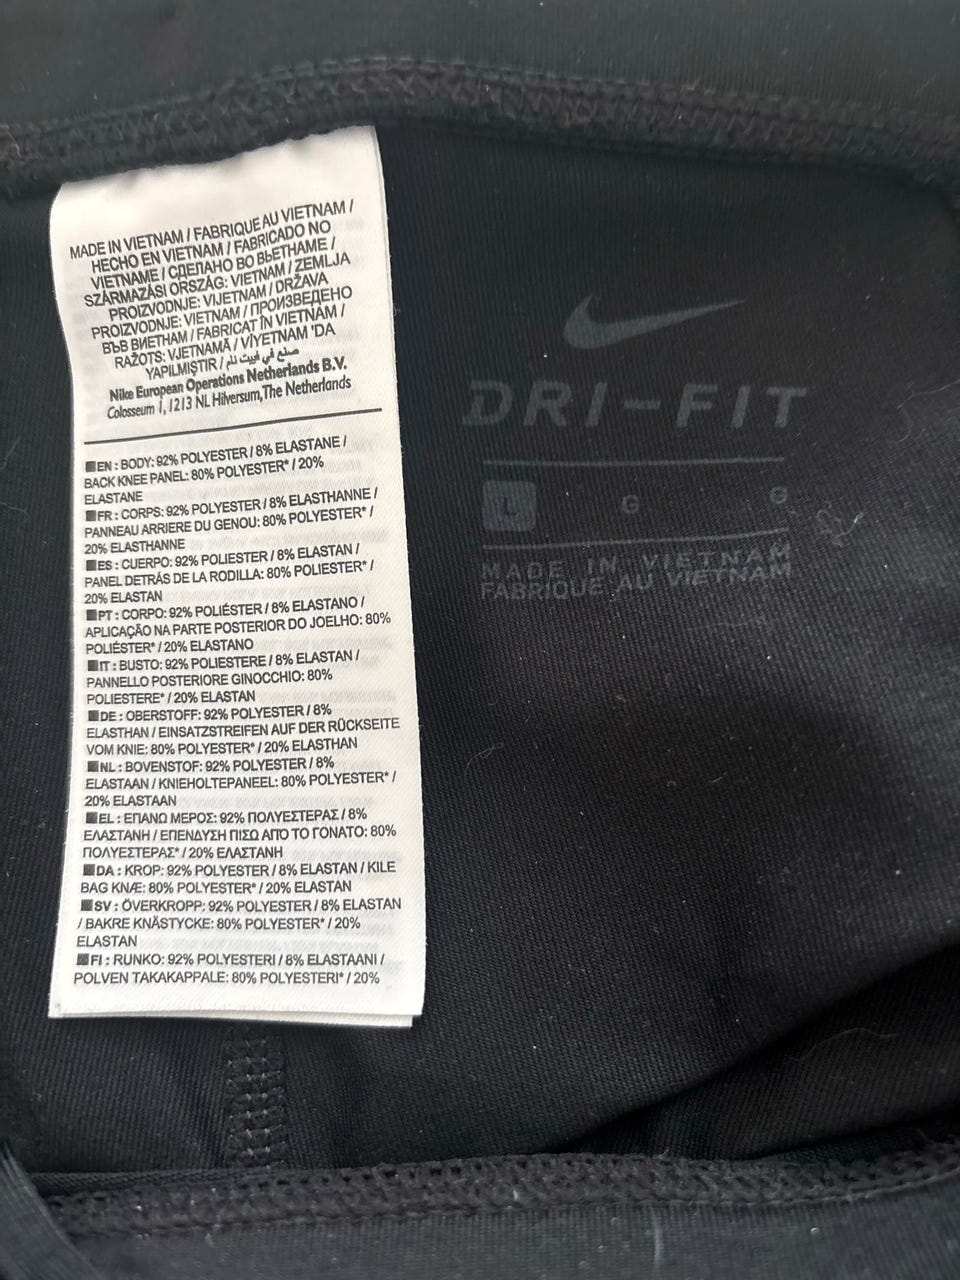 MADE IN VIETNAM / FABRIQUE AU VIETNAM /
HECHO EN VIETNAM / FABRICADO NO
VIETNAME / СДЕЛАНО ВО ВЬЕТНАМЕ /
SZÁRMAZÁSI ORSZÁG: VIETNAM / ZEMLJA
PROIZVODNJE: VIJETNAM / DRŽAVA
PROIZVODNJE: VIETNAM / ПРОИЗВЕДЕНО
ВЪВ ВИЕТНАМ / FABRICAT ÎN VIETNAM /
RAŽOTS: VJETNAMĀ / VİYETNAM 'DA
YAPILMIŞTIR / صنع في فييت نام
Nike European Operations Netherlands B.V.
Colosseum 1, 1213 NL Hilversum, The Netherlands
EN : BODY: 92% POLYESTER / 8% ELASTANE /
BACK KNEE PANEL: 80% POLYESTER* / 20%
ELASTANE
FR : CORPS: 92% POLYESTER / 8% ELASTHANNE /
PANNEAU ARRIERE DU GENOU: 80% POLYESTER* /
20% ELASTHANNE
ES : CUERPO: 92% POLIESTER / 8% ELASTAN /
PANEL DETRÁS DE LA RODILLA: 80% POLIESTER* /
20% ELASTAN
PT : CORPO: 92% POLIÉSTER / 8% ELASTANO /
APLICAÇÃO NA PARTE POSTERIOR DO JOELHO: 80%
POLIÉSTER* / 20% ELASTANO
IT : BUSTO: 92% POLIESTERE / 8% ELASTAN /
PANNELLO POSTERIORE GINOCCHIO: 80%
POLIESTERE* / 20% ELASTAN
DE : OBERSTOFF: 92% POLYESTER / 8%
ELASTHAN / EINSATZSTREIFEN AUF DER RÜCKSEITE
VOM KNIE: 80% POLYESTER* / 20% ELASTHAN
NL : BOVENSTOF: 92% POLYESTER / 8%
ELASTAAN / KNIEHOLTEPANEEL: 80% POLYESTER* /
20% ELASTAAN
EL : ΕΠΑΝΩ ΜΕΡΟΣ: 92% ΠΟΛΥΕΣΤΕΡΑΣ / 8%
ΕΛΑΣΤΑΝΗ / ΕΠΕΝΔΥΣΗ ΠΙΣΩ ΑΠΟ ΤΟ ΓΟΝΑΤΟ: 80%
ΠΟΛΥΕΣΤΕΡΑΣ* / 20% ΕΛΑΣΤΑΝΗ
DA : KROP: 92% POLYESTER / 8% ELASTAN / KILE
BAG KNÆ: 80% POLYESTER* / 20% ELASTAN
SV : ÖVERKROPP: 92% POLYESTER / 8% ELASTAN
/ BAKRE KNÄSTYCKE: 80% POLYESTER* / 20%
ELASTAN
FI : RUNKO: 92% POLYESTERI / 8% ELASTAANI /
POLVEN TAKAKAPPALE: 80% POLYESTERI* / 20%
DRI-FIT
L G G
MADE IN VIETNAM
FABRIQUE AU VIETNAM